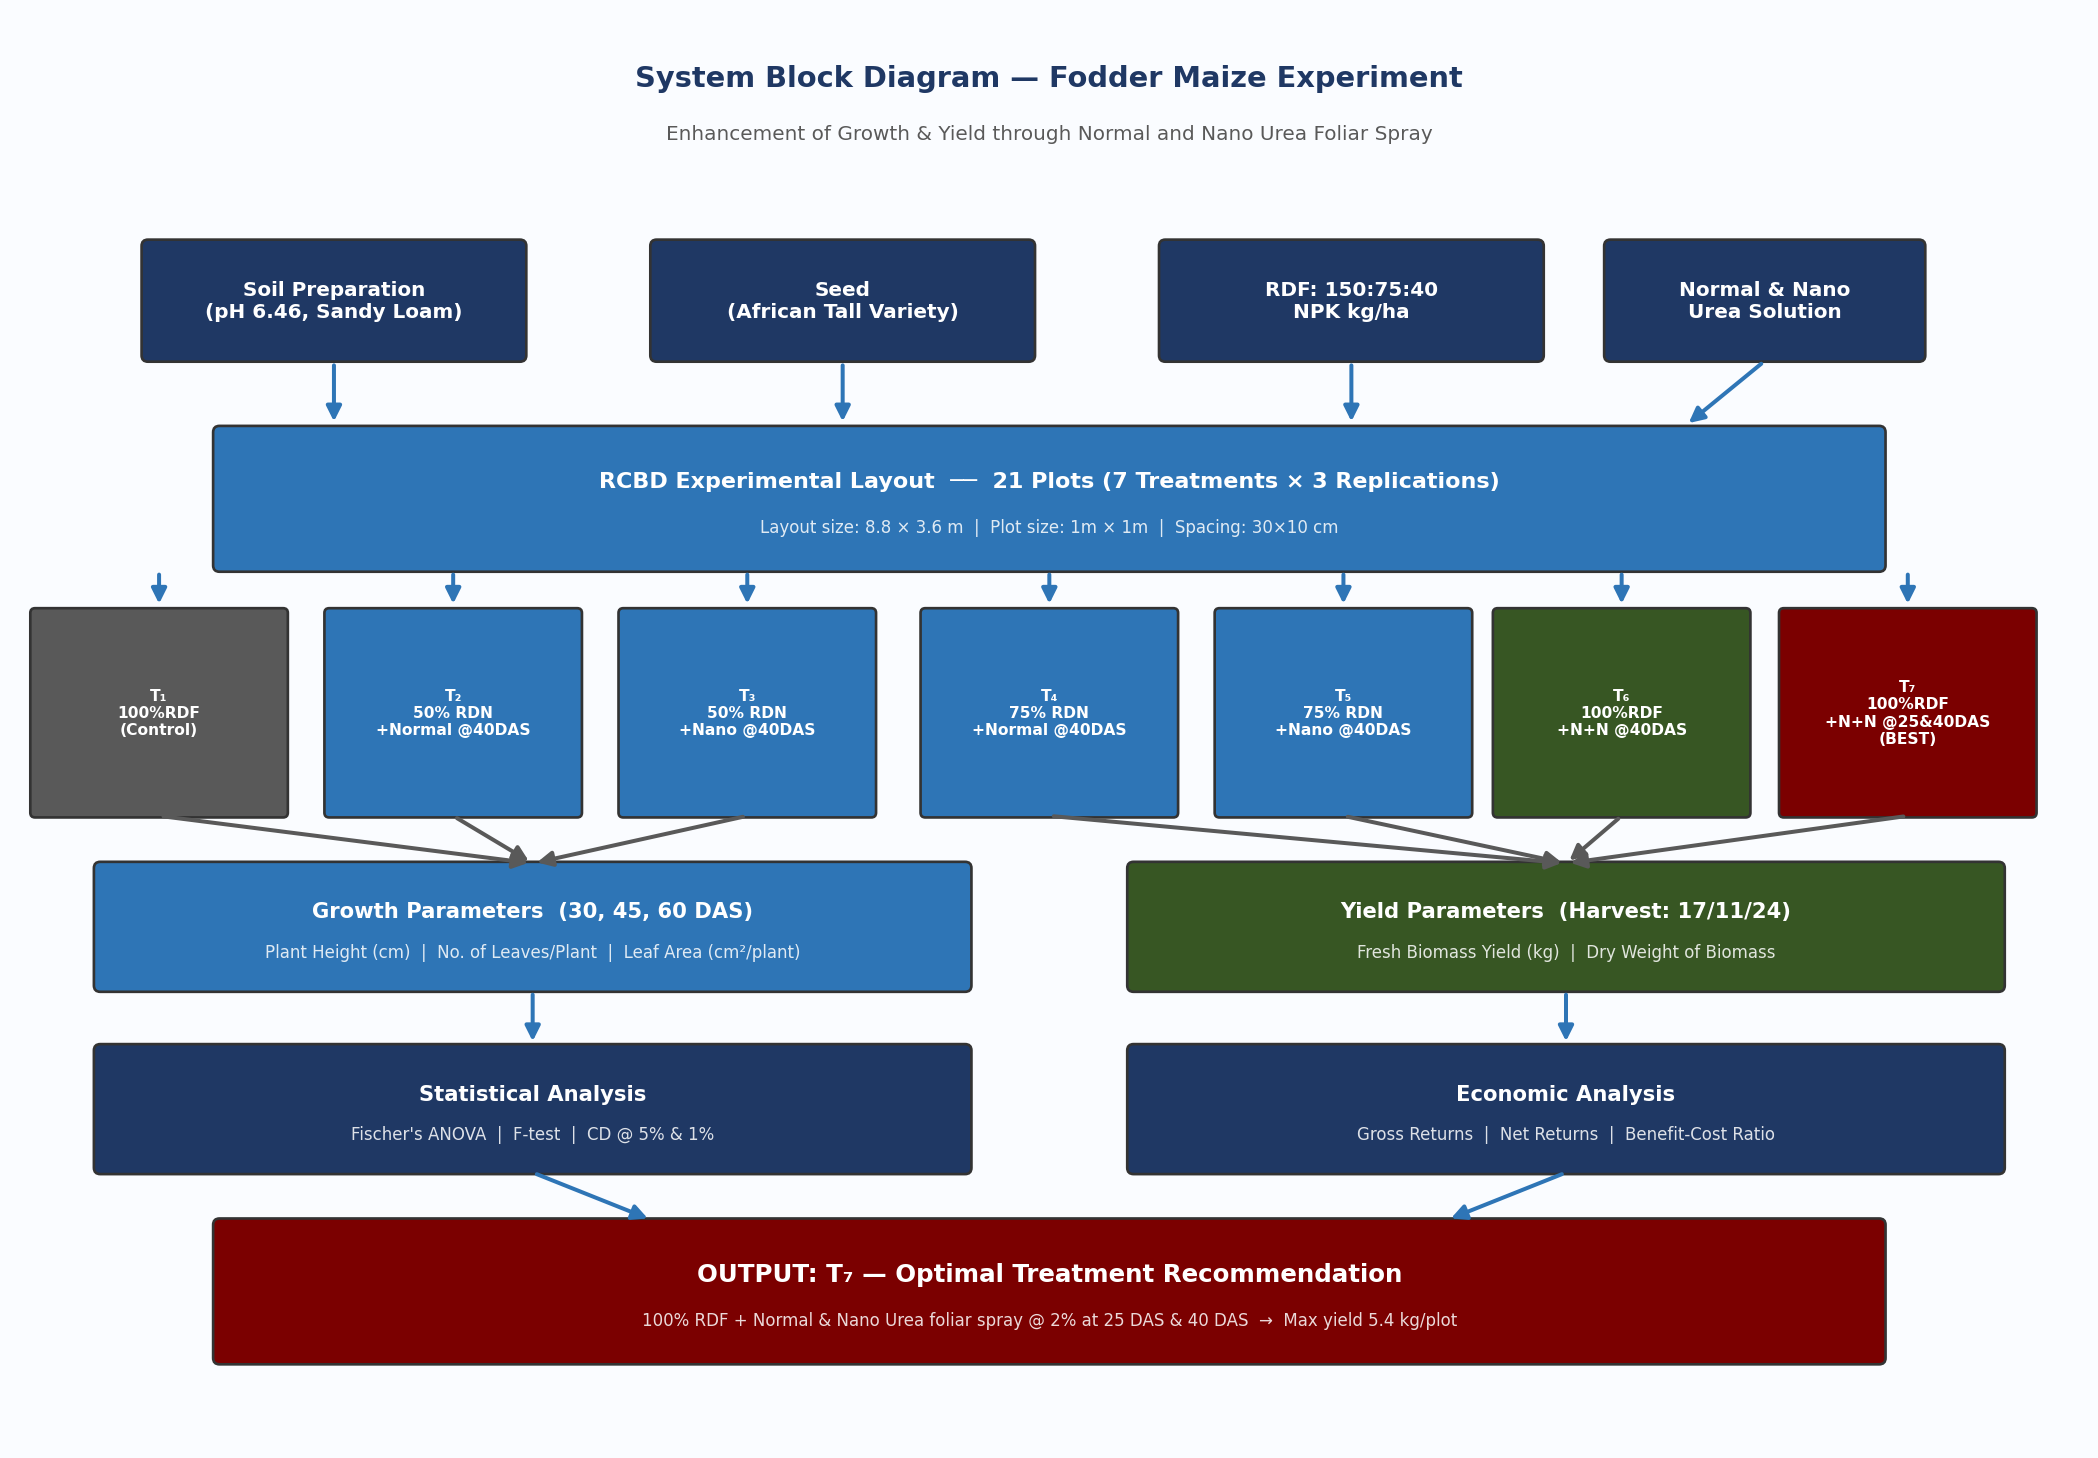 System Block Diagram — Fodder Maize Experiment
Enhancement of Growth & Yield through Normal and Nano Urea Foliar Spray
Soil Preparation
(pH 6.46, Sandy Loam)
Seed
(African Tall Variety)
RDF: 150:75:40
NPK kg/ha
Normal & Nano
Urea Solution
RCBD Experimental Layout — 21 Plots (7 Treatments × 3 Replications)
Layout size: 8.8 × 3.6 m | Plot size: 1m × 1m | Spacing: 30×10 cm
T₁
100%RDF
(Control)
T₂
50% RDN
+Normal @40DAS
T₃
50% RDN
+Nano @40DAS
T₄
75% RDN
+Normal @40DAS
T₅
75% RDN
+Nano @40DAS
T₆
100%RDF
+N+N @40DAS
T₇
100%RDF
+N+N @25&40DAS
(BEST)
Growth Parameters (30, 45, 60 DAS)
Plant Height (cm) | No. of Leaves/Plant | Leaf Area (cm²/plant)
Yield Parameters (Harvest: 17/11/24)
Fresh Biomass Yield (kg) | Dry Weight of Biomass
Statistical Analysis
Fischer's ANOVA | F-test | CD @ 5% & 1%
Economic Analysis
Gross Returns | Net Returns | Benefit-Cost Ratio
OUTPUT: T₇ — Optimal Treatment Recommendation
100% RDF + Normal & Nano Urea foliar spray @ 2% at 25 DAS & 40 DAS → Max yield 5.4 kg/plot